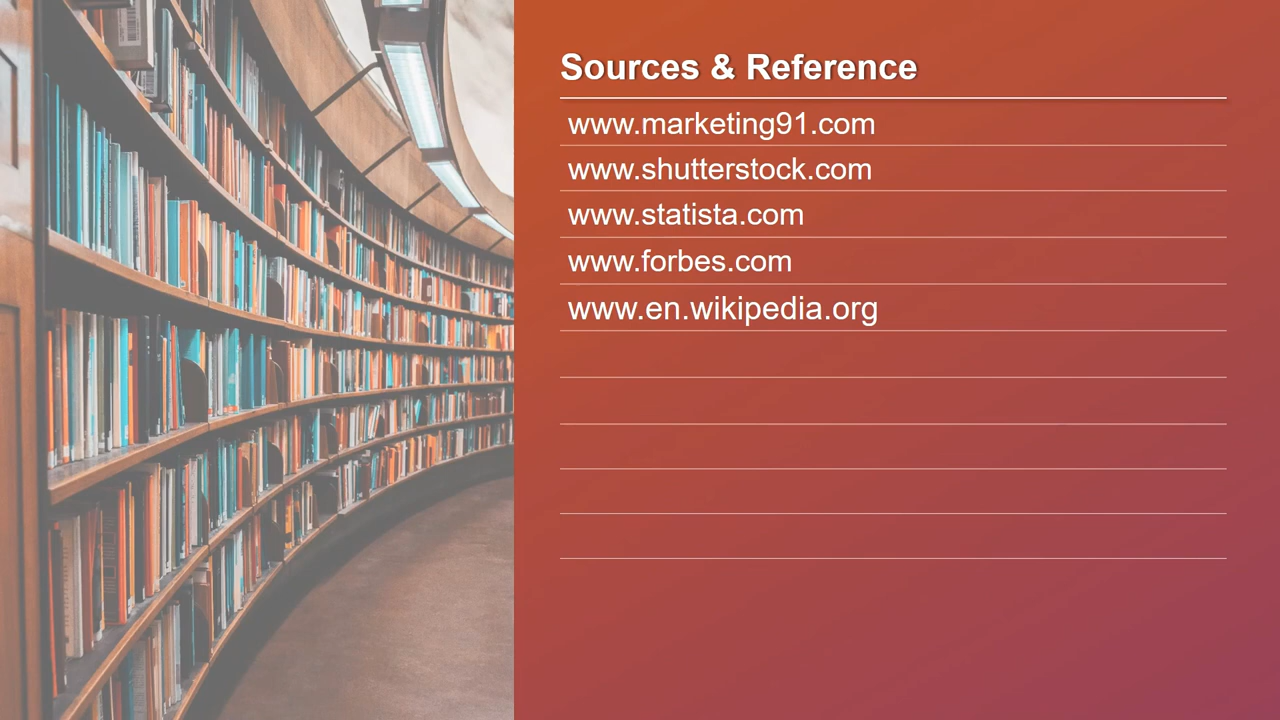 Sources & Reference
www.marketing91.com
www.shutterstock.com
www.statista.com
www.forbes.com
www.en.wikipedia.org